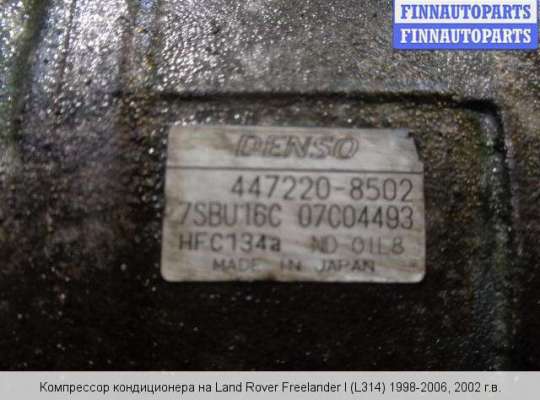 FINNAUTOPARTS
FINNAUTOPARTS
DENSO
447220-8502
7SBU16C 07C04493
HFC134a ND-OIL8
MADE IN JAPAN
Компрессор кондиционера на Land Rover Freelander I (L314) 1998-2006, 2002 г.в.